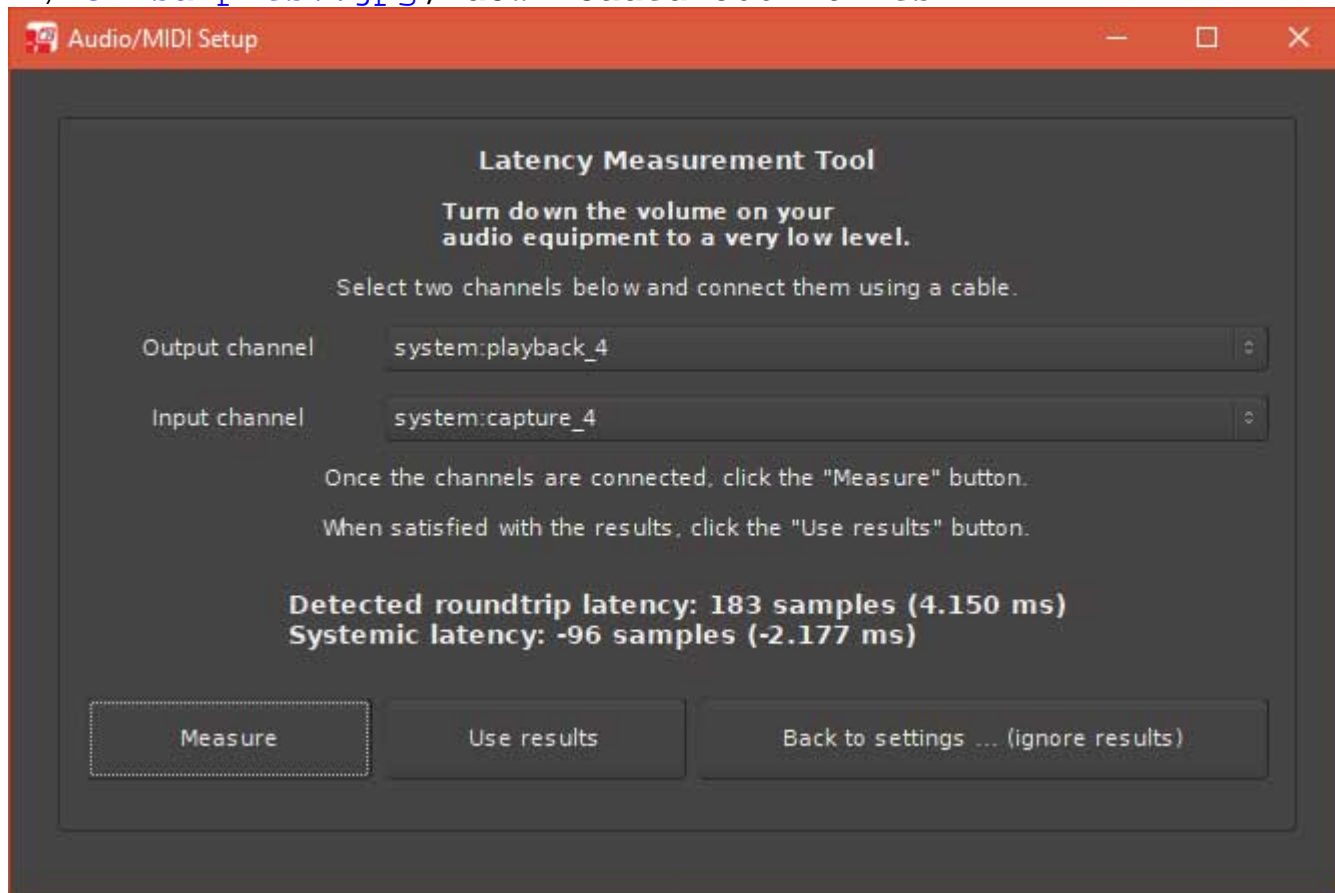 Audio/MIDI Setup
Latency Measurement Tool
Turn down the volume on your
audio equipment to a very low level.
Select two channels below and connect them using a cable.
Output channel system:playback_4
Input channel system:capture_4
Once the channels are connected, click the "Measure" button.
When satisfied with the results, click the "Use results" button.
Detected roundtrip latency: 183 samples (4.150 ms)
Systemic latency: -96 samples (-2.177 ms)
Measure Use results Back to settings ... (ignore results)